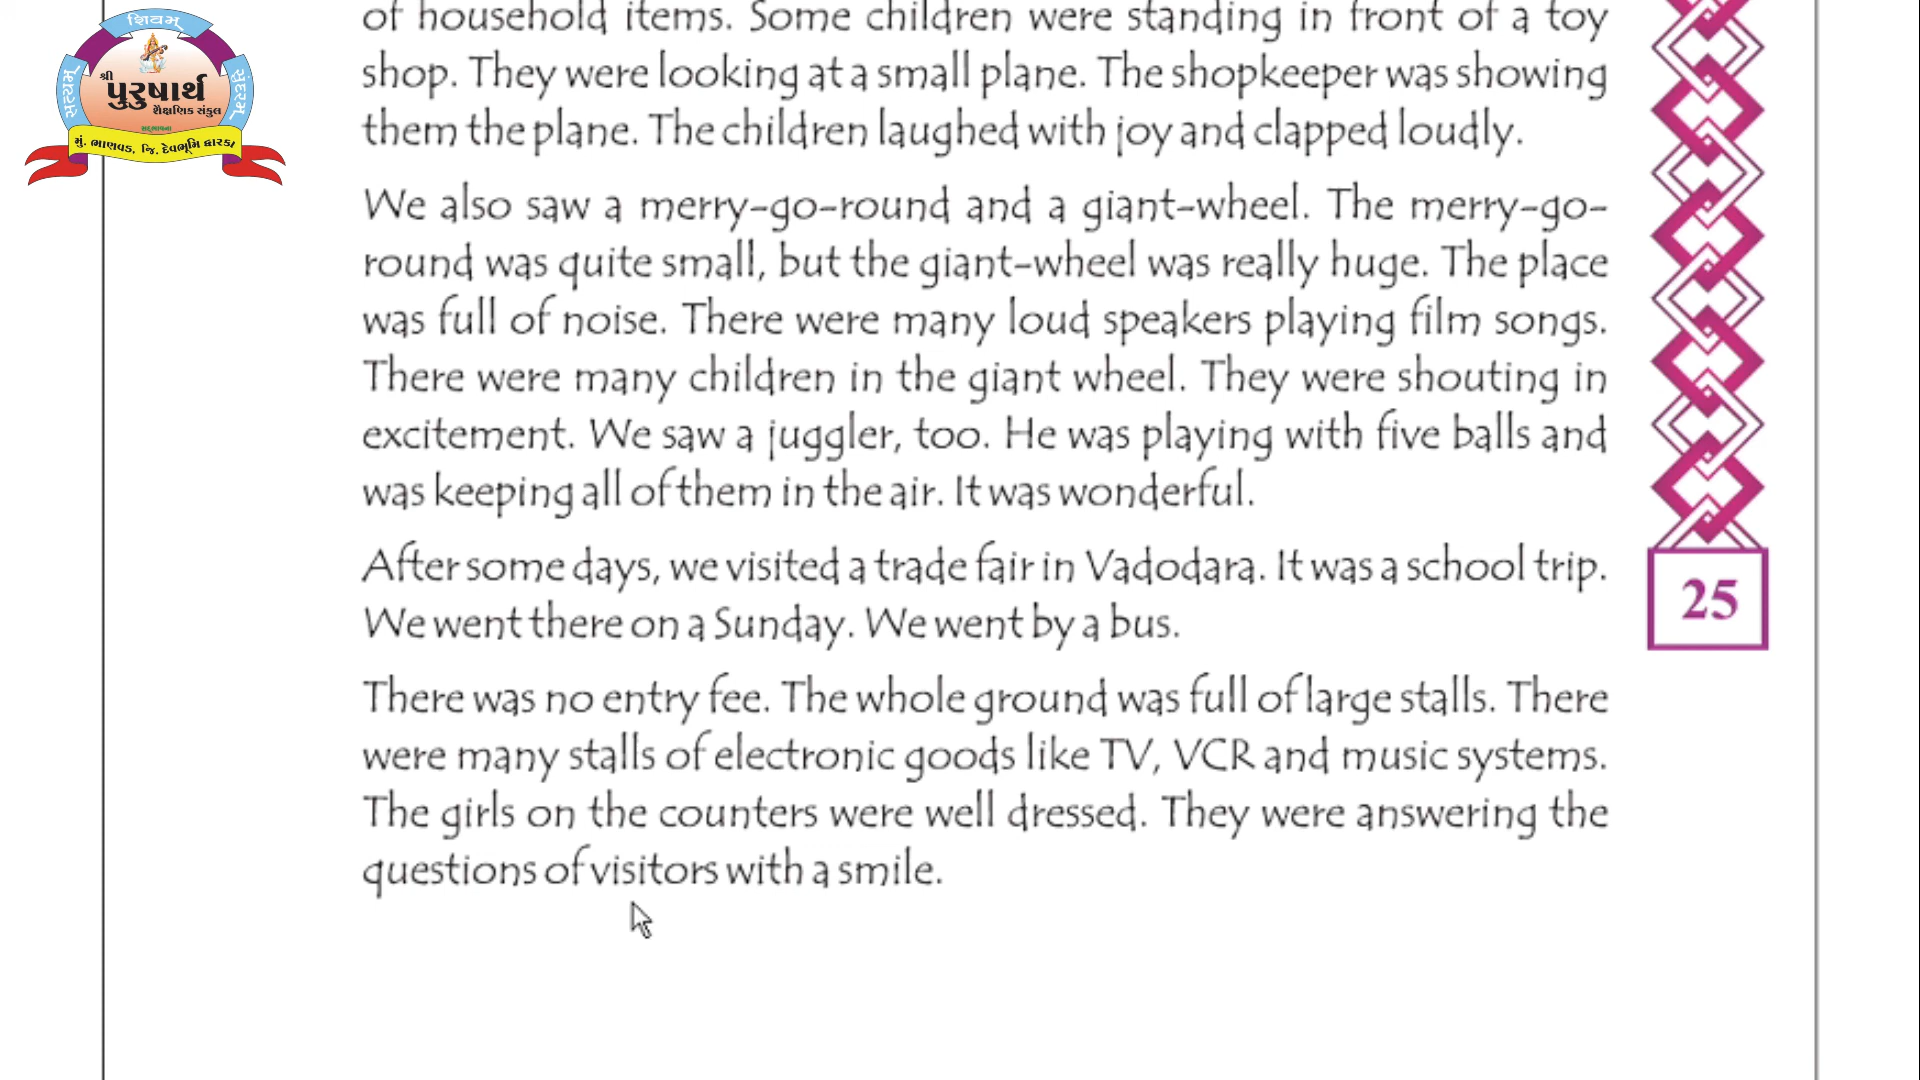 શિવમ્
સત્યમ્
સુંદરમ્
શ્રી
પુરુષાર્થ
શૈક્ષણિક સંકુલ
સદ્ભાવના
મું. ભાણવડ, જિ. દેવભૂમિ દ્વારકા
of household items. Some children were standing in front of a toy
shop. They were looking at a small plane. The shopkeeper was showing
them the plane. The children laughed with joy and clapped loudly.
We also saw a merry-go-round and a giant-wheel. The merry-go-
round was quite small, but the giant-wheel was really huge. The place
was full of noise. There were many loud speakers playing film songs.
There were many children in the giant wheel. They were shouting in
excitement. We saw a juggler, too. He was playing with five balls and
was keeping all of them in the air. It was wonderful.
After some days, we visited a trade fair in Vadodara. It was a school trip.
We went there on a Sunday. We went by a bus.
There was no entry fee. The whole ground was full of large stalls. There
were many stalls of electronic goods like TV, VCR and music systems.
The girls on the counters were well dressed. They were answering the
questions of visitors with a smile.
25